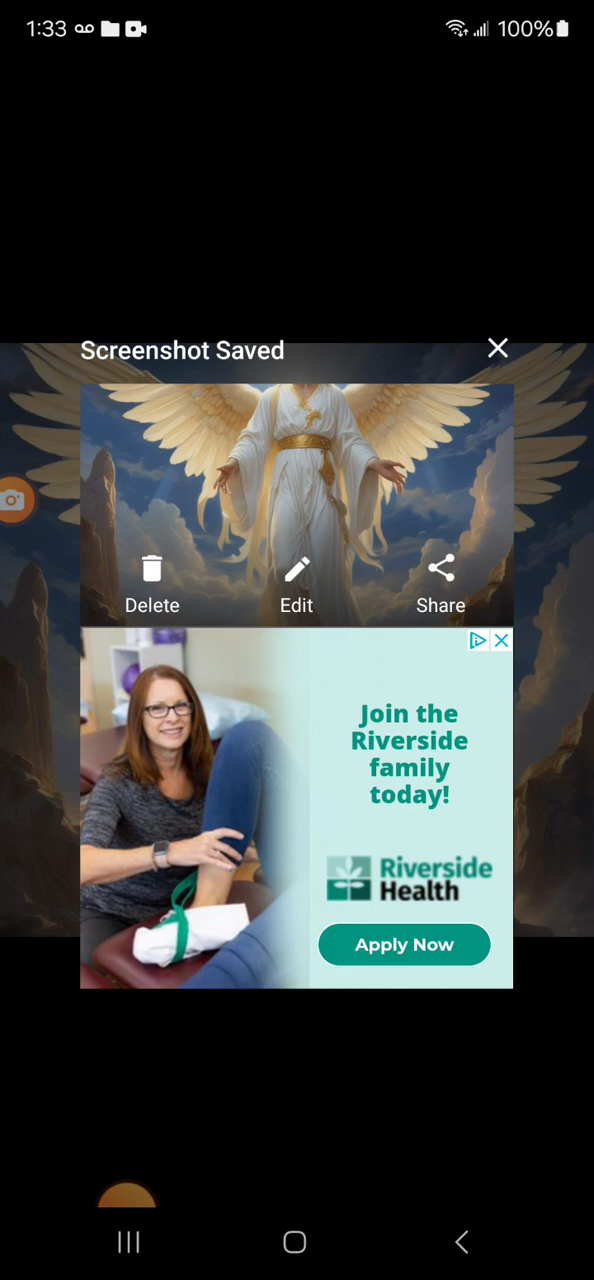 1:33
100%
Screenshot Saved
Delete
Edit
Share
Join the
Riverside
family
today!
Riverside
Health
Apply Now